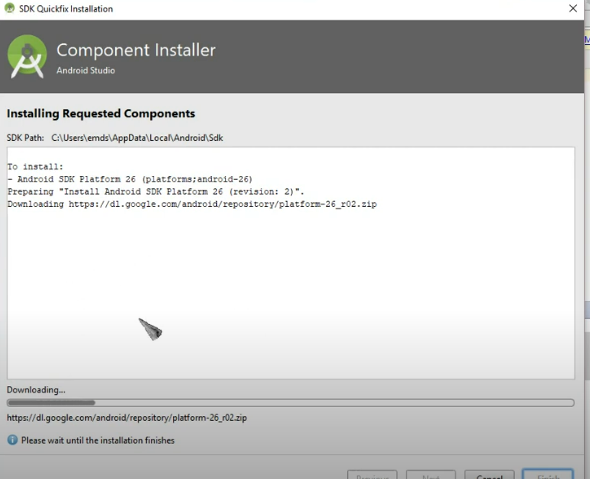 SDK Quickfix Installation
Component Installer
Android Studio
Installing Requested Components
SDK Path: C:\Users\emds\AppData\Local\Android\Sdk
To install:
- Android SDK Platform 26 (platforms;android-26)
Preparing "Install Android SDK Platform 26 (revision: 2)".
Downloading https://dl.google.com/android/repository/platform-26_r02.zip
Downloading...
https://dl.google.com/android/repository/platform-26_r02.zip
Please wait until the installation finishes
Previous Next Cancel Finish